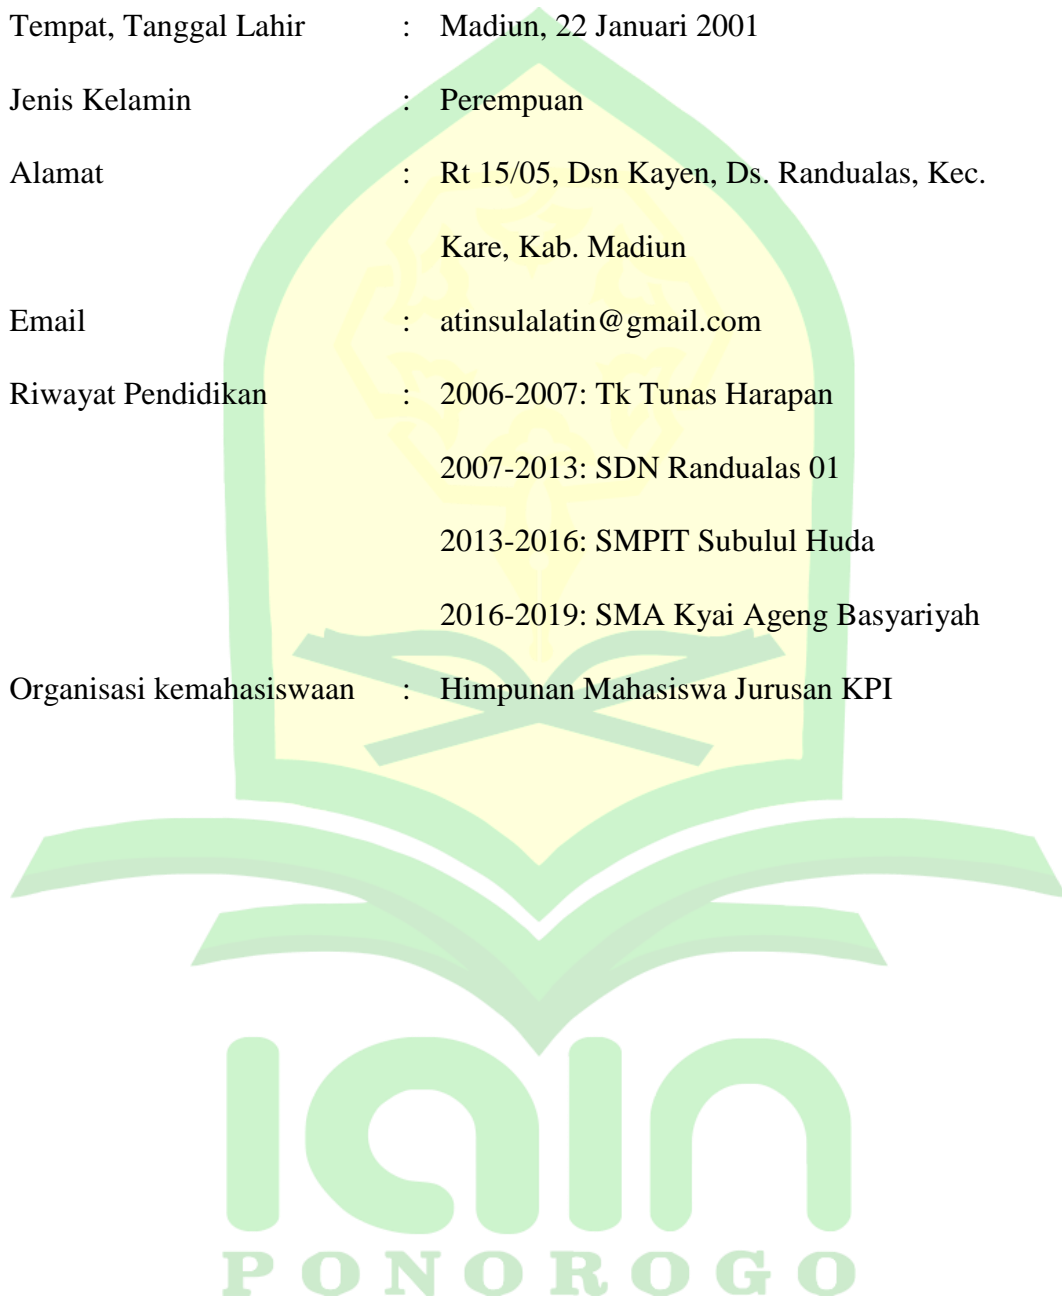 Tempat, Tanggal Lahir : Madiun, 22 Januari 2001
Jenis Kelamin : Perempuan
Alamat : Rt 15/05, Dsn Kayen, Ds. Randualas, Kec.
Kare, Kab. Madiun
Email : atinsulalatin@gmail.com
Riwayat Pendidikan : 2006-2007: Tk Tunas Harapan
2007-2013: SDN Randualas 01
2013-2016: SMPIT Subulul Huda
2016-2019: SMA Kyai Ageng Basyariyah
Organisasi kemahasiswaan : Himpunan Mahasiswa Jurusan KPI
iain
PONOROGO